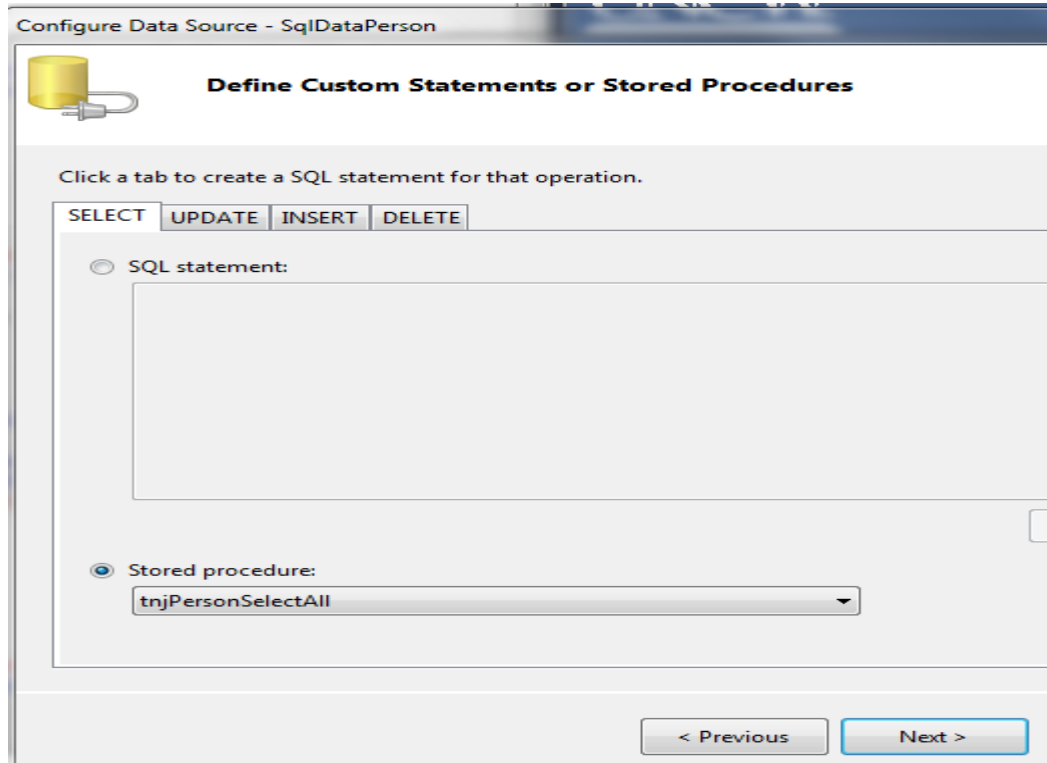 Configure Data Source - SqlDataPerson
Define Custom Statements or Stored Procedures
Click a tab to create a SQL statement for that operation.
SELECT UPDATE INSERT DELETE
SQL statement:
Stored procedure:
tnjPersonSelectAll
< Previous Next >